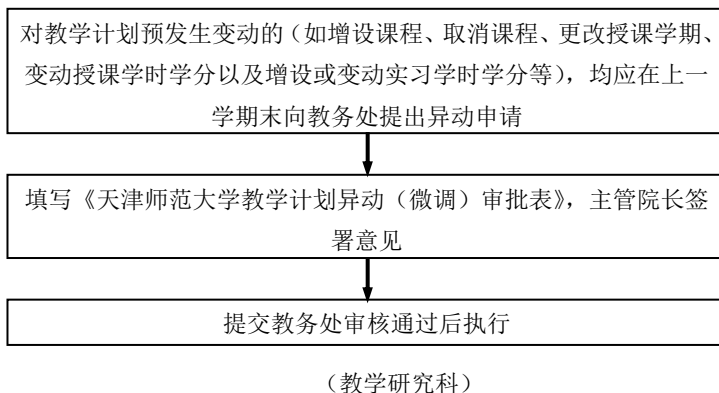 对教学计划预发生变动的（如增设课程、取消课程、更改授课学期、
变动授课学时学分以及增设或变动实习学时学分等），均应在上一
学期末向教务处提出异动申请
填写《天津师范大学教学计划异动（微调）审批表》，主管院长签
署意见
提交教务处审核通过后执行
（教学研究科）